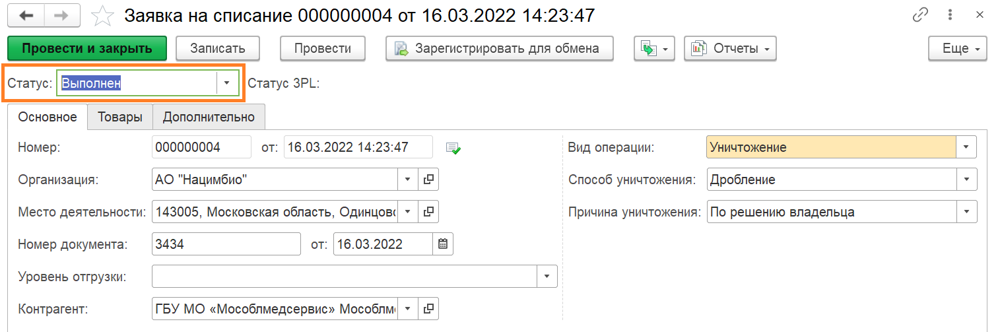 Заявка на списание 000000004 от 16.03.2022 14:23:47
Провести и закрыть Записать Провести Зарегистрировать для обмена Отчеты Еще
Статус: Выполнен Статус 3PL:
Основное Товары Дополнительно
Номер: 000000004 от: 16.03.2022 14:23:47 Вид операции: Уничтожение
Организация: АО "Нацимбио" Способ уничтожения: Дробление
Место деятельности: 143005, Московская область, Одинцово Причина уничтожения: По решению владельца
Номер документа: 3434 от: 16.03.2022
Уровень отгрузки:
Контрагент: ГБУ МО «Мособлмедсервис» Мособлм